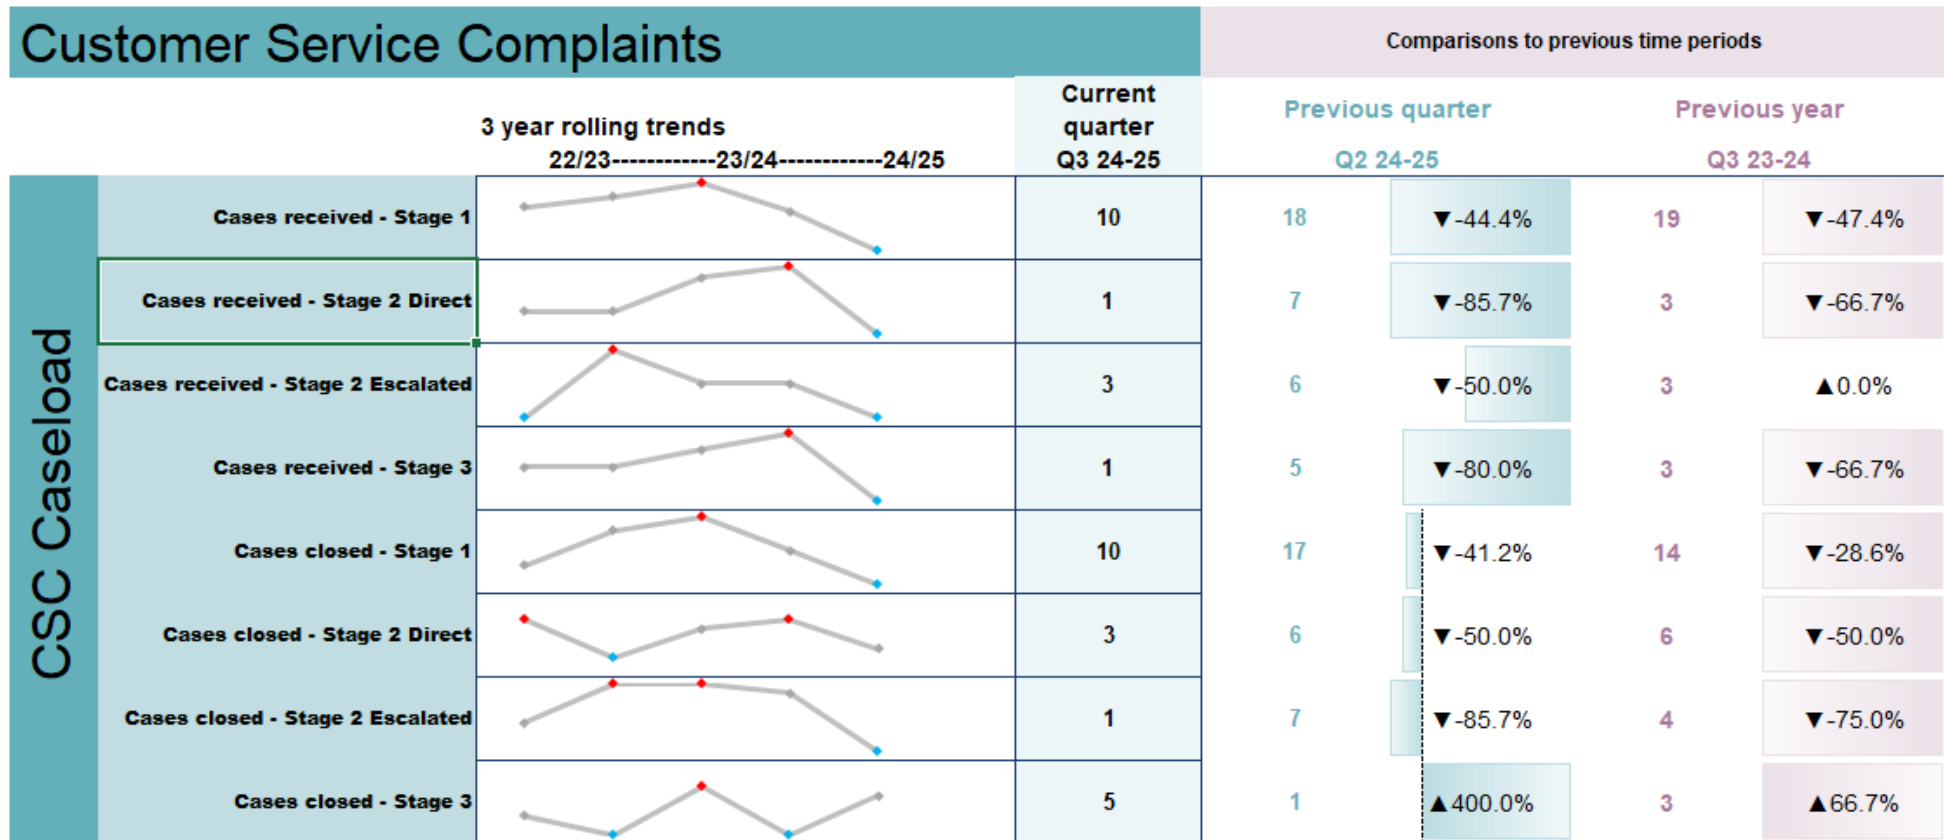 Customer Service Complaints
Comparisons to previous time periods
3 year rolling trends
22/23------------23/24------------24/25
Current
quarter
Q3 24-25
Previous quarter
Q2 24-25
Previous year
Q3 23-24
CSC Caseload
Cases received - Stage 1 10 18 ▼-44.4% 19 ▼-47.4%
Cases received - Stage 2 Direct 1 7 ▼-85.7% 3 ▼-66.7%
Cases received - Stage 2 Escalated 3 6 ▼-50.0% 3 ▲0.0%
Cases received - Stage 3 1 5 ▼-80.0% 3 ▼-66.7%
Cases closed - Stage 1 10 17 ▼-41.2% 14 ▼-28.6%
Cases closed - Stage 2 Direct 3 6 ▼-50.0% 6 ▼-50.0%
Cases closed - Stage 2 Escalated 1 7 ▼-85.7% 4 ▼-75.0%
Cases closed - Stage 3 5 1 ▲400.0% 3 ▲66.7%